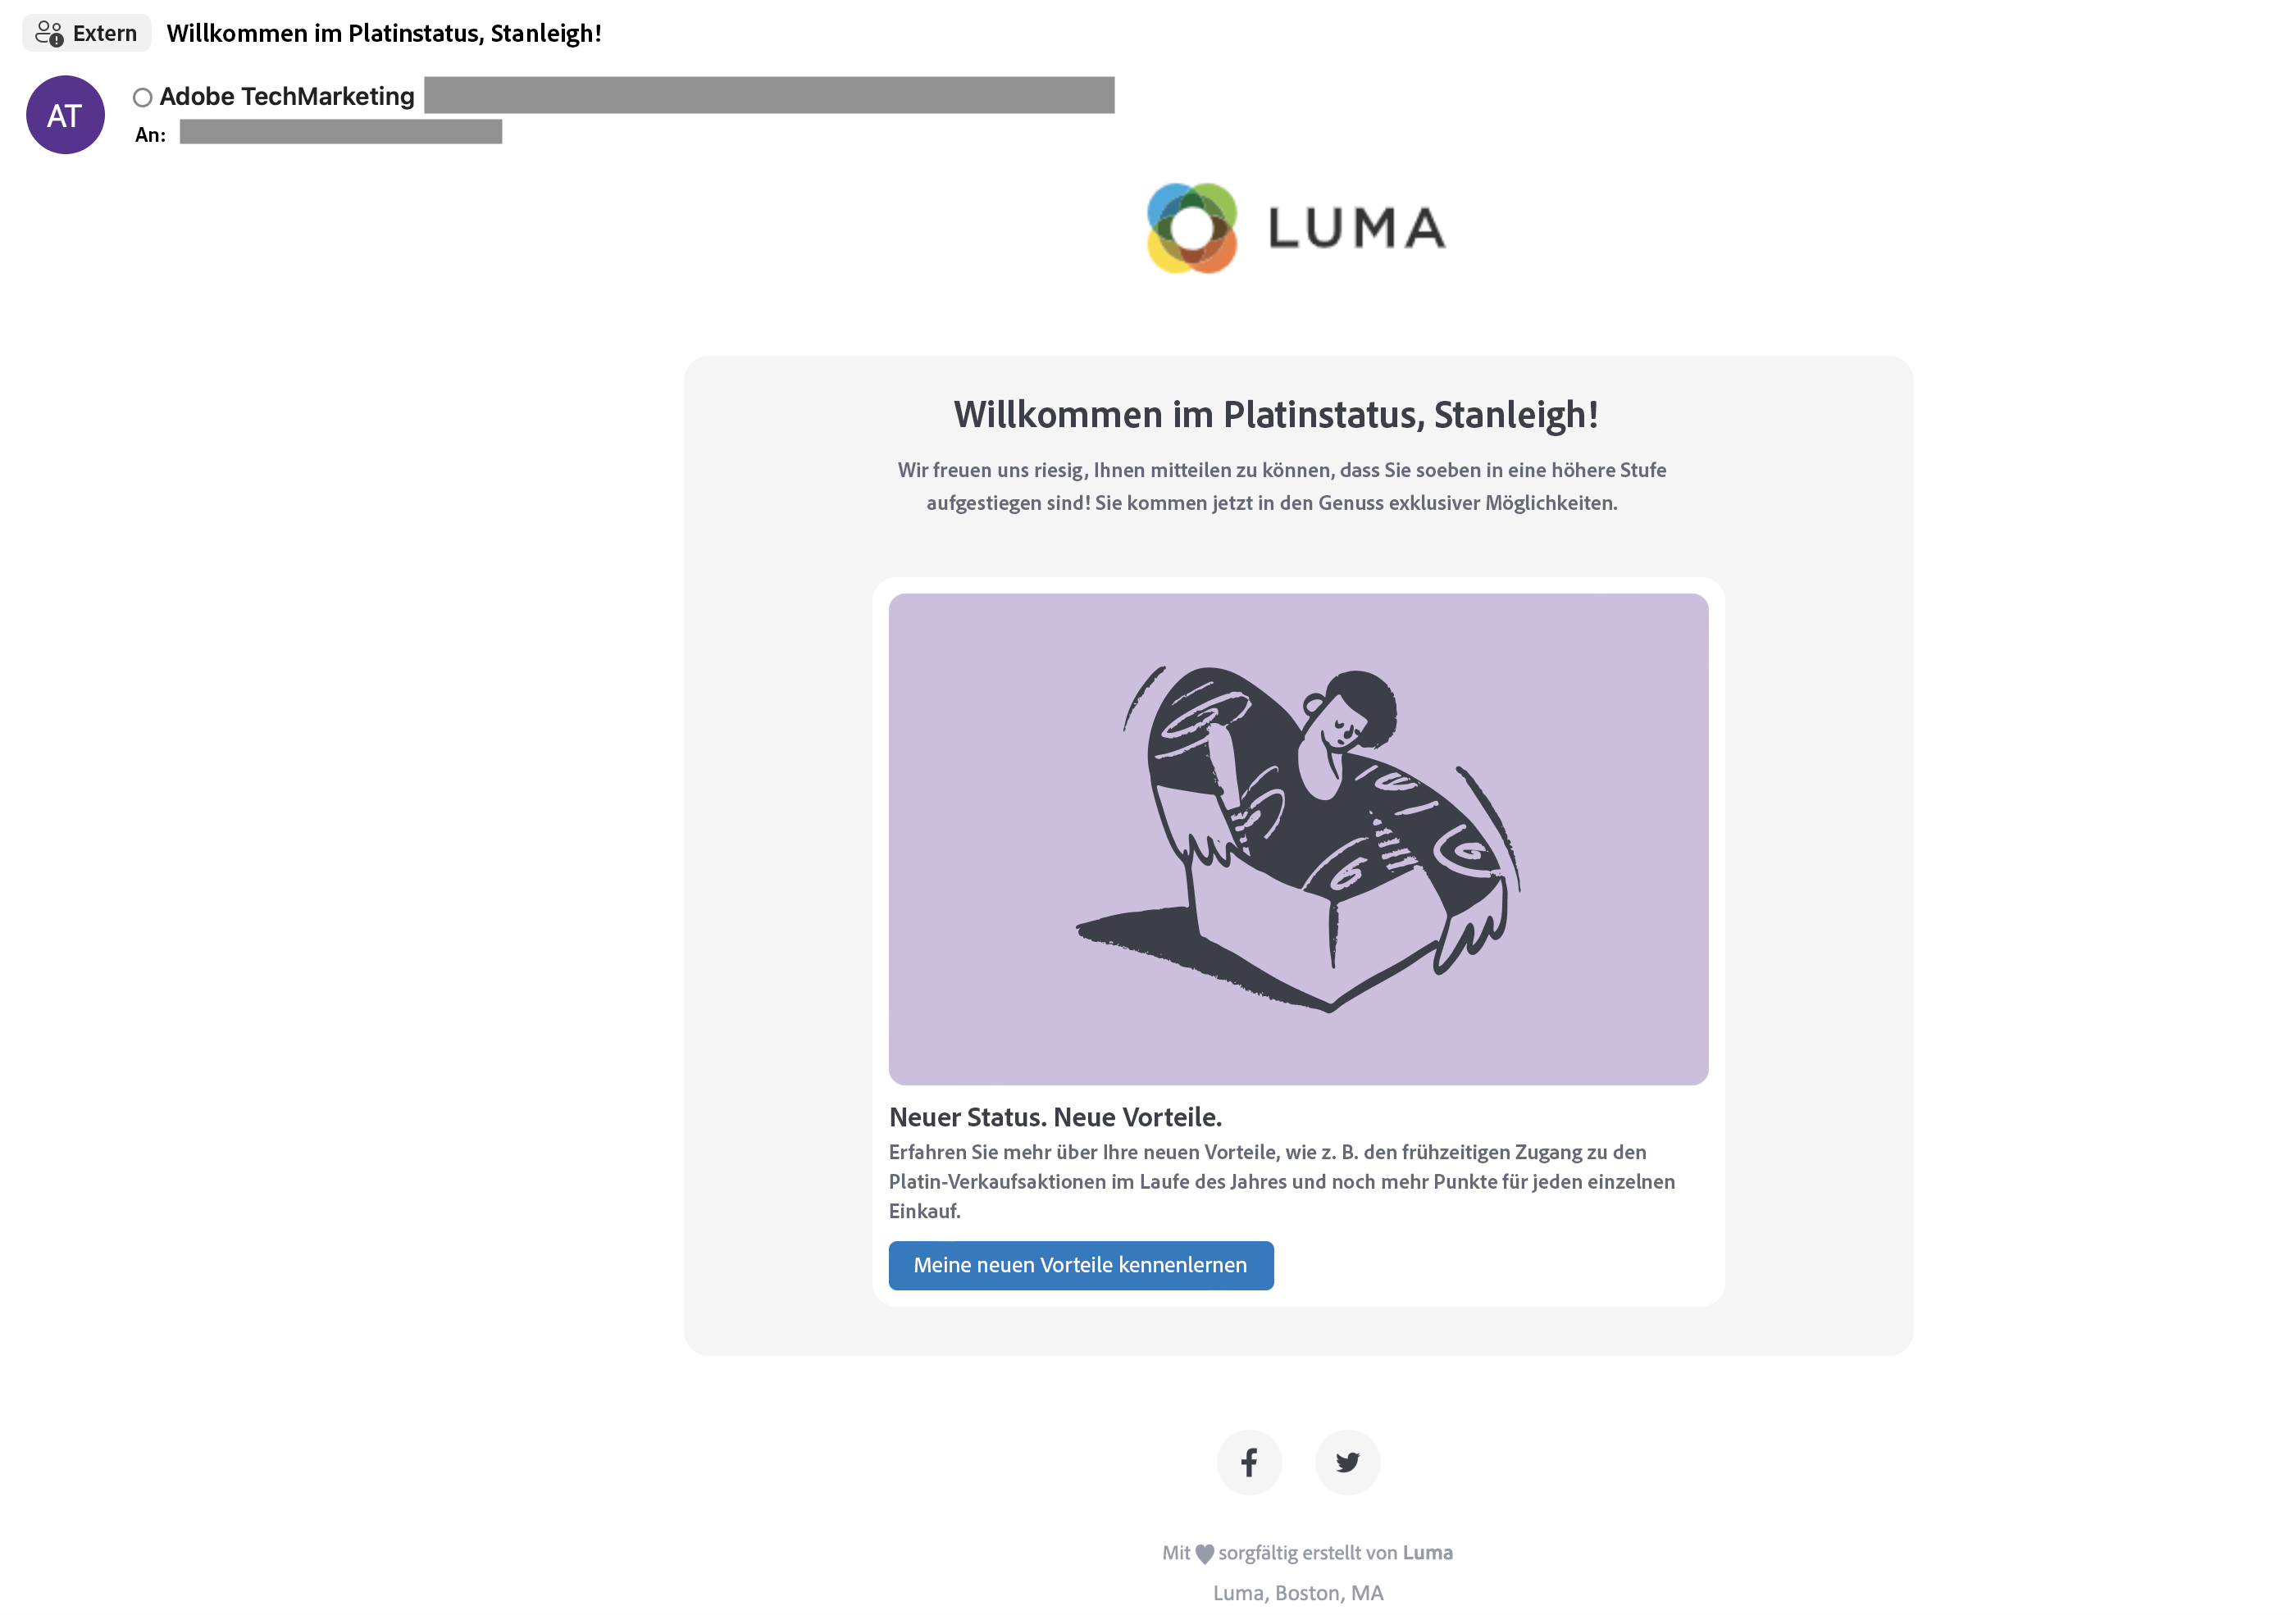 Extern Willkommen im Platinstatus, Stanleigh!
AT
Adobe TechMarketing
An:
LUMA
Willkommen im Platinstatus, Stanleigh!
Wir freuen uns riesig, Ihnen mitteilen zu können, dass Sie soeben in eine höhere Stufe
aufgestiegen sind! Sie kommen jetzt in den Genuss exklusiver Möglichkeiten.
Neuer Status. Neue Vorteile.
Erfahren Sie mehr über Ihre neuen Vorteile, wie z. B. den frühzeitigen Zugang zu den
Platin-Verkaufsaktionen im Laufe des Jahres und noch mehr Punkte für jeden einzelnen
Einkauf.
Meine neuen Vorteile kennenlernen
Mit sorgfältig erstellt von Luma
Luma, Boston, MA